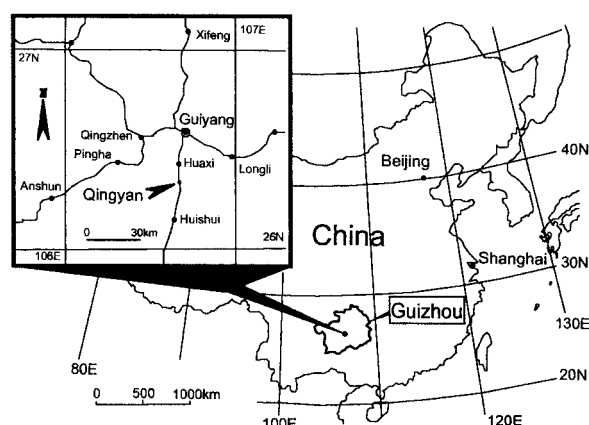 107E
Xifeng
27N
N
Guiyang
Qingzhen
Pingha
Huaxi
Longli
Anshun
Qingyan
Huishui
0 30km
26N
106E
Beijing
40N
China
Shanghai
30N
Guizhou
130E
80E
20N
0 500 1000km
100E
120E